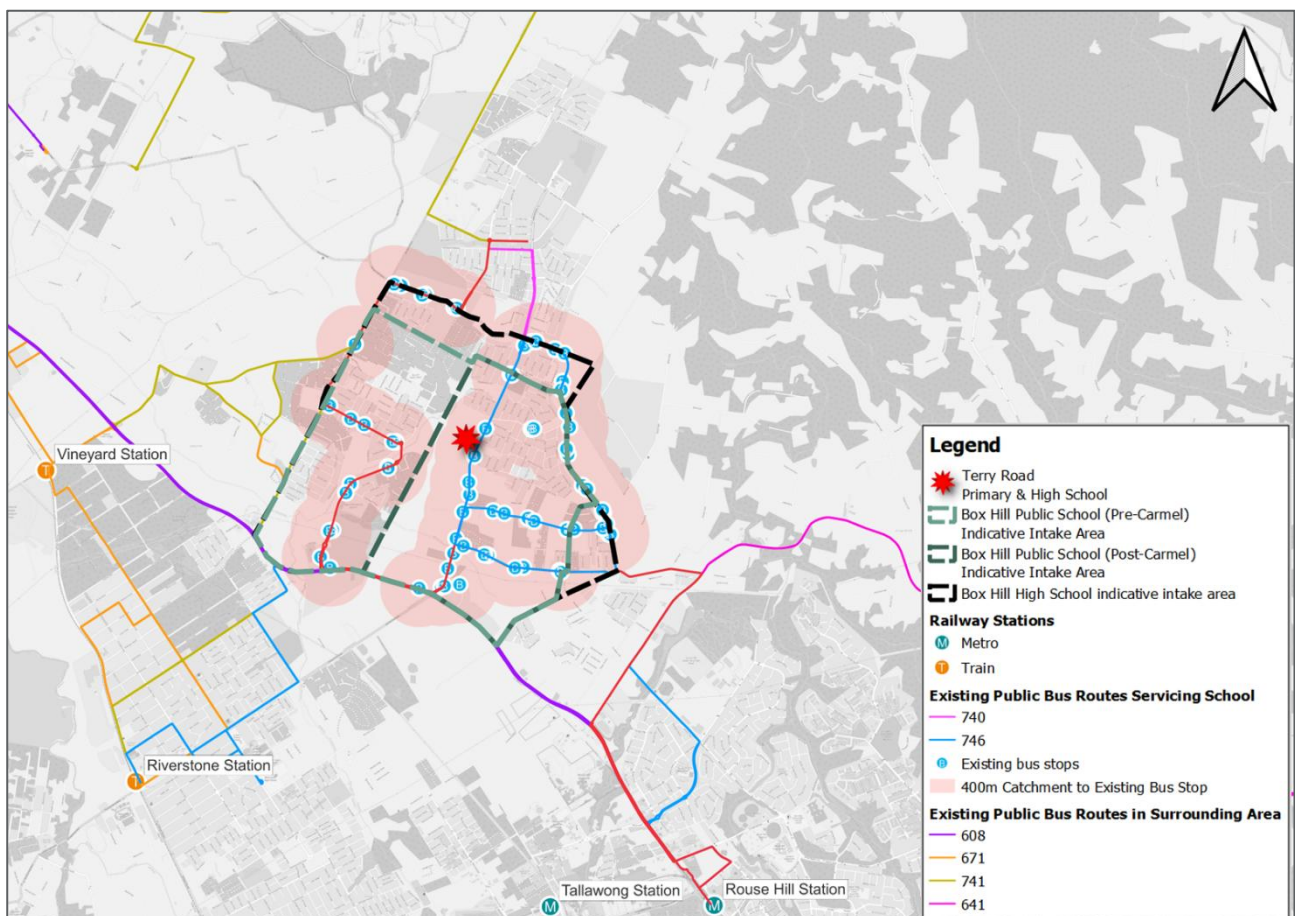 Vineyard Station
Riverstone Station
Tallawong Station
Rouse Hill Station
T
T
M
M
Legend
Terry Road
Primary & High School
Box Hill Public School (Pre-Carmel)
Indicative Intake Area
Box Hill Public School (Post-Carmel)
Indicative Intake Area
Box Hill High School indicative intake area
Railway Stations
M Metro
T Train
Existing Public Bus Routes Servicing School
740
746
B Existing bus stops
400m Catchment to Existing Bus Stop
Existing Public Bus Routes in Surrounding Area
608
671
741
641